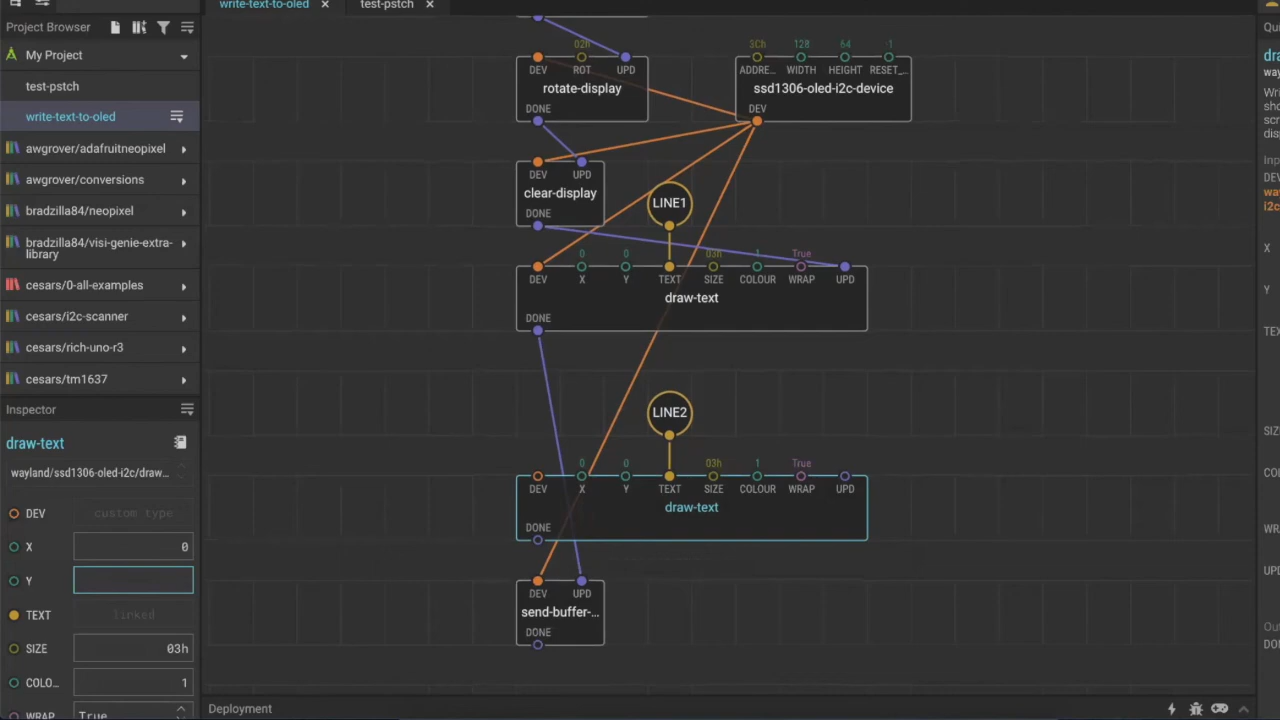 write-text-to-oled
test-pstch
Project Browser
My Project
test-pstch
write-text-to-oled
awgrover/adafruitneopixel
awgrover/conversions
bradzilla84/neopixel
bradzilla84/visi-genie-extra-
library
cesars/0-all-examples
cesars/i2c-scanner
cesars/rich-uno-r3
cesars/tm1637
Inspector
draw-text
wayland/ssd1306-oled-i2c/draw...
DEV custom type
X 0
Y
TEXT linked
SIZE 03h
COLO... 1
WRAP True
02h
DEV ROT UPD
rotate-display
DONE
3Ch 128 64 -1
ADDRE... WIDTH HEIGHT RESET_...
ssd1306-oled-i2c-device
DEV
DEV UPD
clear-display
DONE
LINE1
0 0 03h 1 True
DEV X Y TEXT SIZE COLOUR WRAP UPD
draw-text
DONE
LINE2
0 0 03h 1 True
DEV X Y TEXT SIZE COLOUR WRAP UPD
draw-text
DONE
DEV UPD
send-buffer-...
DONE
Deployment